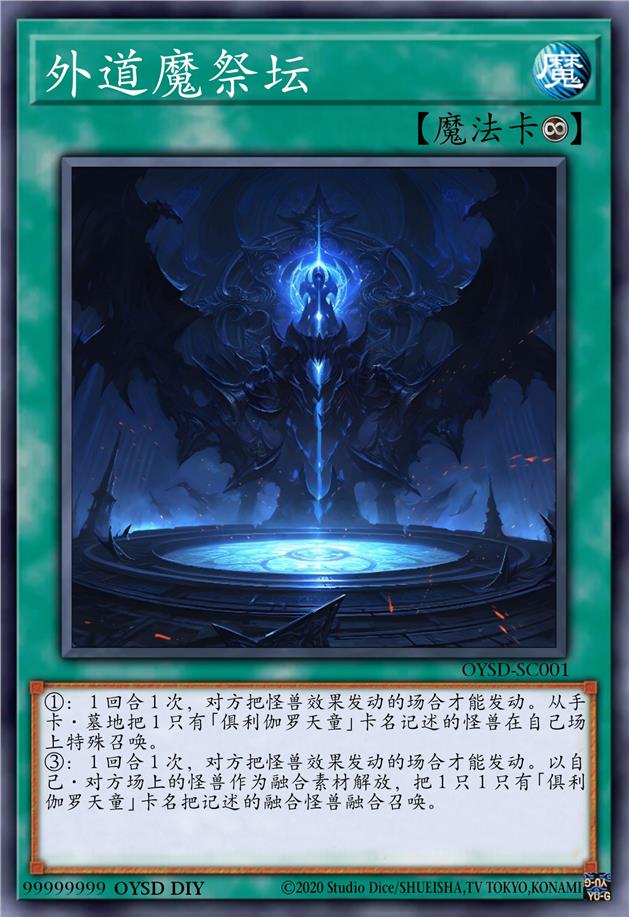 外道魔祭坛
魔
【魔法卡♾】
OYSD-SC001
①：1回合1次，对方把怪兽效果发动的场合才能发动。从手
卡·墓地把1只有「俱利伽罗天童」卡名记述的怪兽在自己场
上特殊召唤。
③：1回合1次，对方把怪兽效果发动的场合才能发动。以自
己·对方场上的怪兽作为融合素材解放，把1只1只有「俱利
伽罗天童」卡名把记述的融合怪兽融合召唤。
99999999 OYSD DIY
©2020 Studio Dice/SHUEISHA,TV TOKYO,KONAMI